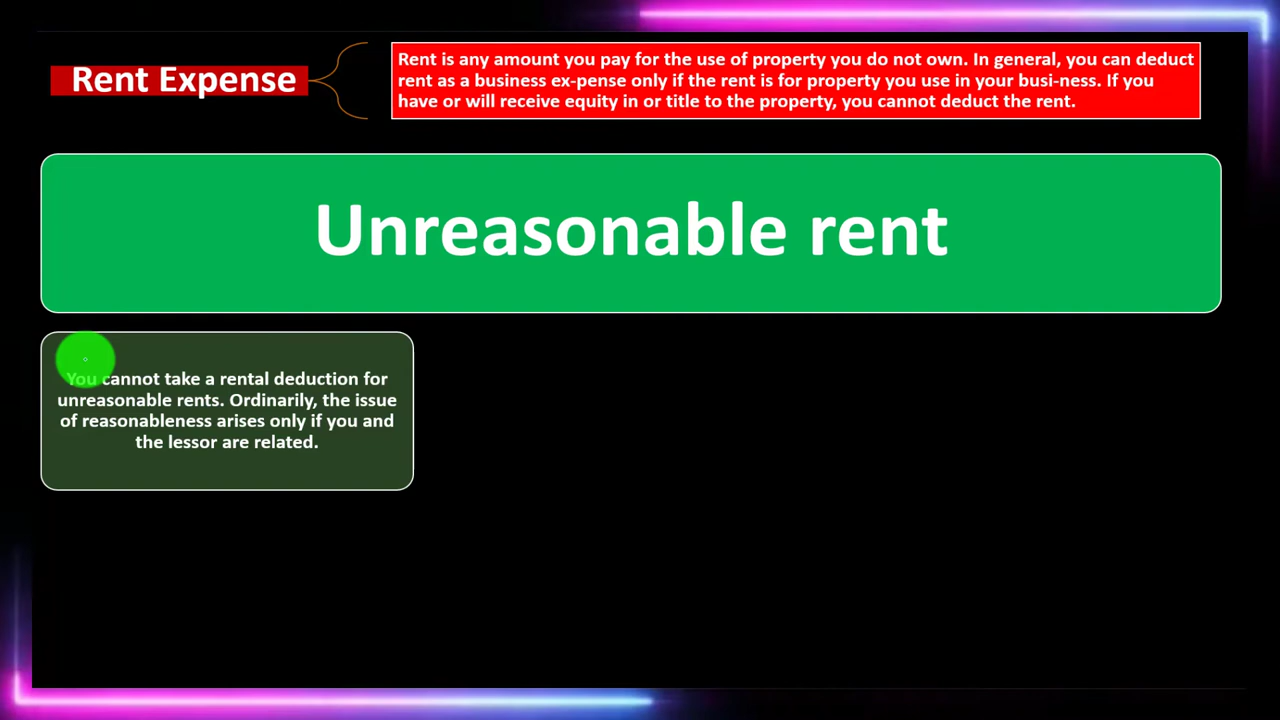 Rent Expense
Rent is any amount you pay for the use of property you do not own. In general, you can deduct
rent as a business ex-pense only if the rent is for property you use in your busi-ness. If you
have or will receive equity in or title to the property, you cannot deduct the rent.
Unreasonable rent
You cannot take a rental deduction for
unreasonable rents. Ordinarily, the issue
of reasonableness arises only if you and
the lessor are related.